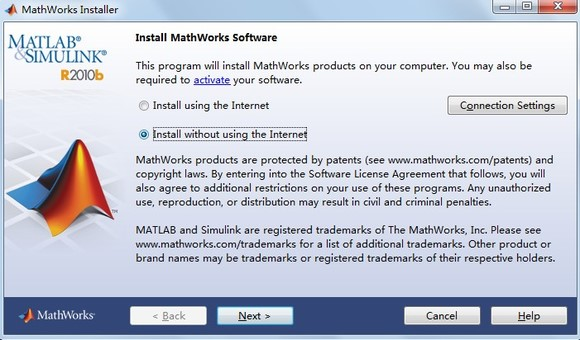 MathWorks Installer
MATLAB®
&SIMULINK®
R2010b
Install MathWorks Software
This program will install MathWorks products on your computer. You may also be
required to activate your software.
Install using the Internet
Connection Settings
Install without using the Internet
MathWorks products are protected by patents (see www.mathworks.com/patents) and
copyright laws. By entering into the Software License Agreement that follows, you will
also agree to additional restrictions on your use of these programs. Any unauthorized
use, reproduction, or distribution may result in civil and criminal penalties.
MATLAB and Simulink are registered trademarks of The MathWorks, Inc. Please see
www.mathworks.com/trademarks for a list of additional trademarks. Other product or
brand names may be trademarks or registered trademarks of their respective holders.
MathWorks®
< Back
Next >
Cancel
Help